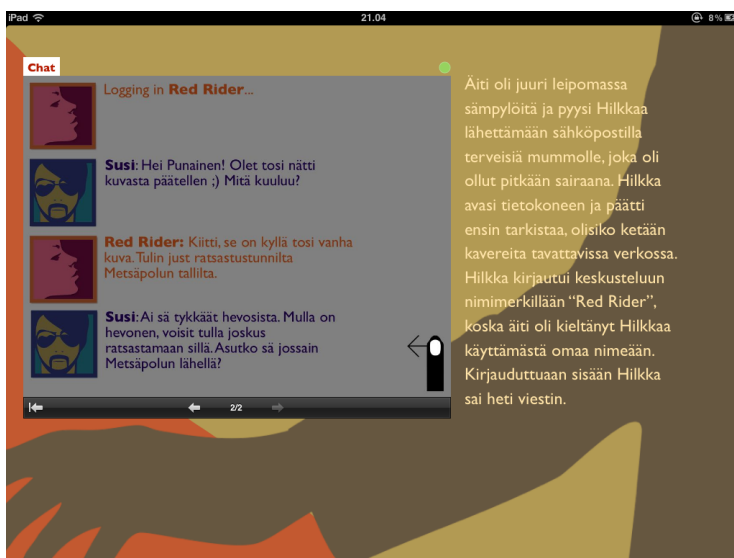 iPad 21.04 8%
Chat
Logging in Red Rider...
Susi: Hei Punainen! Olet tosi nätti
kuvasta päätellen ;) Mitä kuuluu?
Red Rider: Kiitti, se on kyllä tosi vanha
kuva. Tulin just ratsastustunnilta
Metsäpolun tallilta.
Susi: Ai sä tykkäät hevosista. Mulla on
hevonen, voisit tulla joskus
ratsastamaan sillä. Asutko sä jossain
Metsäpolun lähellä?
2/2
Äiti oli juuri leipomassa
sämpylöitä ja pyysi Hilkkaa
lähettämään sähköpostilla
terveisiä mummolle, joka oli
ollut pitkään sairaana. Hilkka
avasi tietokoneen ja päätti
ensin tarkistaa, olisiko ketään
kavereita tavattavissa verkossa.
Hilkka kirjautui keskusteluun
nimimerkillään “Red Rider”,
koska äiti oli kieltänyt Hilkkaa
käyttämästä omaa nimeään.
Kirjauduttuaan sisään Hilkka
sai heti viestin.